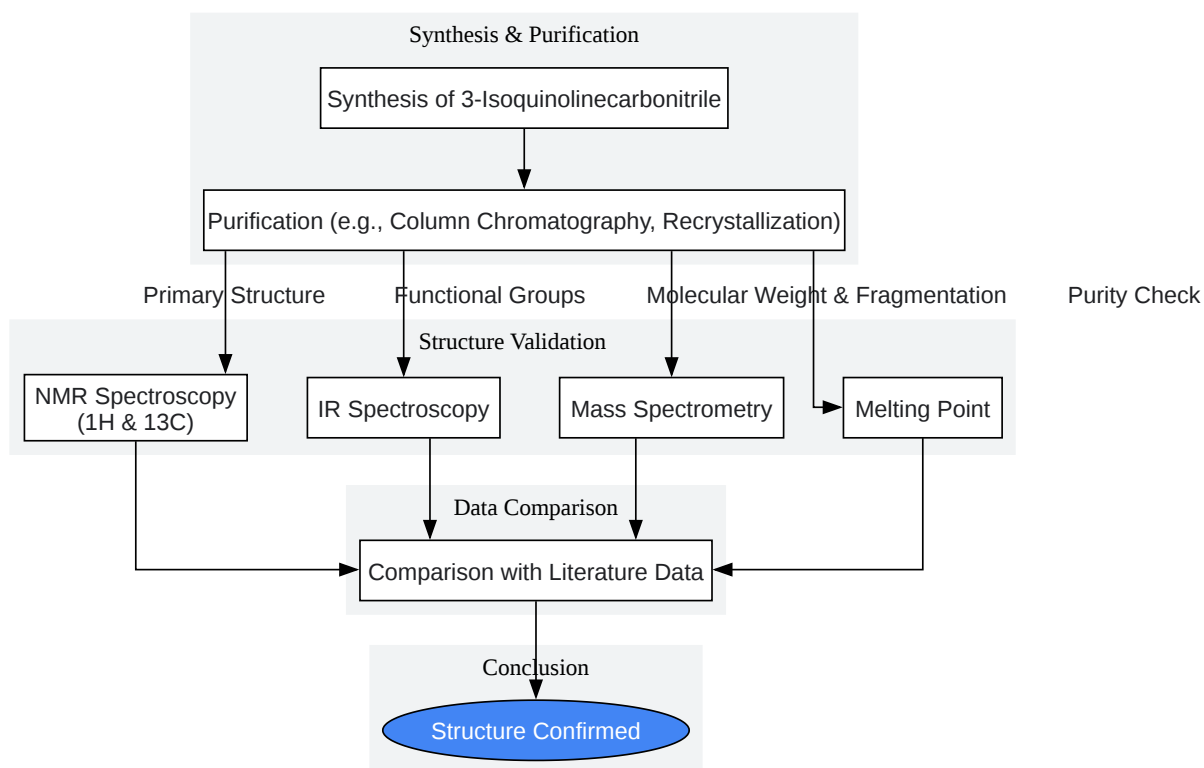 Synthesis & Purification
Synthesis of 3-Isoquinolinecarbonitrile
Purification (e.g., Column Chromatography, Recrystallization)
Primary Structure
Functional Groups
Molecular Weight & Fragmentation
Purity Check
Structure Validation
NMR Spectroscopy
(1H & 13C)
IR Spectroscopy
Mass Spectrometry
Melting Point
Data Comparison
Comparison with Literature Data
Conclusion
Structure Confirmed